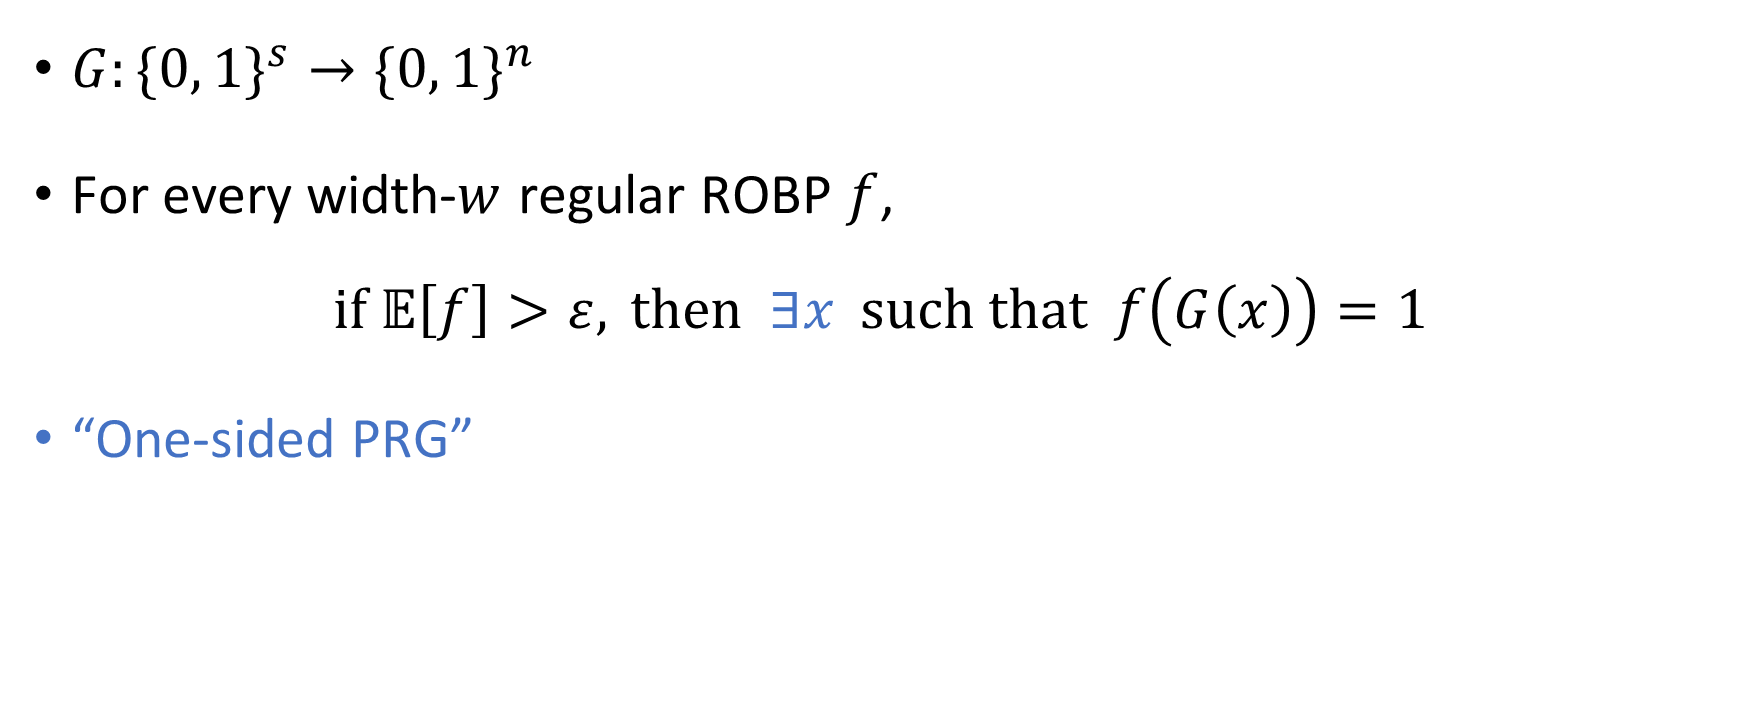 • 𝐺: {0, 1}ˢ → {0, 1}ⁿ
• For every width-𝑤 regular ROBP 𝑓,
if 𝔼[𝑓] > 𝜀, then ∃𝑥 such that 𝑓(𝐺(𝑥)) = 1
• “One-sided PRG”